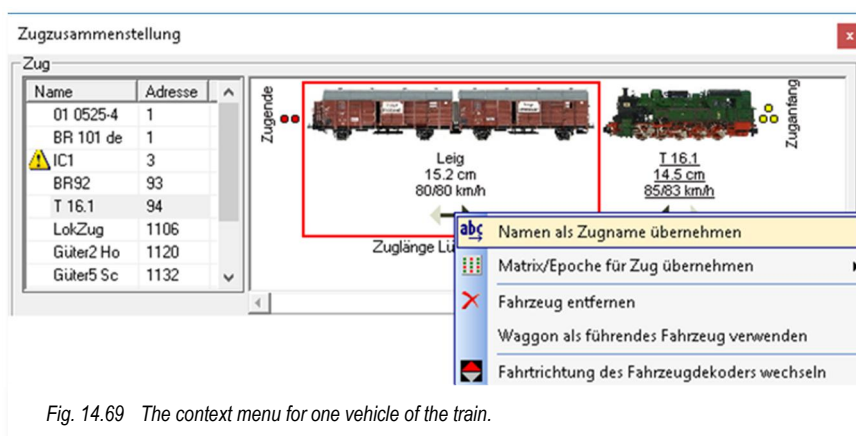 Zugzusammenstellung
x
Zug
Name Adresse
01 0525-4 1
BR 101 de 1
IC1 3
BR92 93
T 16.1 94
LokZug 1106
Güter2 Ho 1120
Güter5 Sc 1132
Zugende
Zuganfang
Leig
15.2 cm
80/80 km/h
T 16.1
14.5 cm
85/83 km/h
Zuglänge Lü
abc Namen als Zugname übernehmen
Matrix/Epoche für Zug übernehmen
Fahrzeug entfernen
Waggon als führendes Fahrzeug verwenden
Fahrtrichtung des Fahrzeugdekoders wechseln
Fig. 14.69 The context menu for one vehicle of the train.